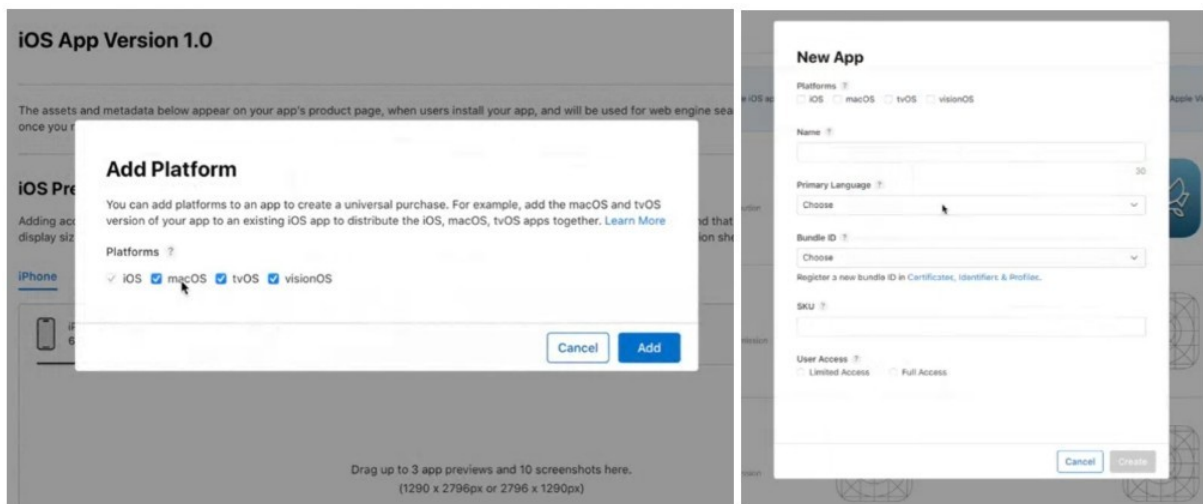 iOS App Version 1.0
The assets and metadata below appear on your app's product page, when users install your app, and will be used for web engine sea
once you r
Add Platform
iOS Pre
You can add platforms to an app to create a universal purchase. For example, add the macOS and tvOS
version of your app to an existing iOS app to distribute the iOS, macOS, tvOS apps together. Learn More
Adding acc
nd that
display siz
ion she
Platforms ?
iPhone
iOS macOS tvOS visionOS
6
Cancel Add
Drag up to 3 app previews and 10 screenshots here.
(1290 x 2796px or 2796 x 1290px)
New App
Platforms ?
iOS macOS tvOS visionOS
e iOS ap
Apple Vi
Name ?
30
Primary Language ?
Choose
Bundle ID ?
Choose
Register a new bundle ID in Certificates, Identifiers & Profiles.
SKU ?
User Access ?
Limited Access Full Access
Cancel Create